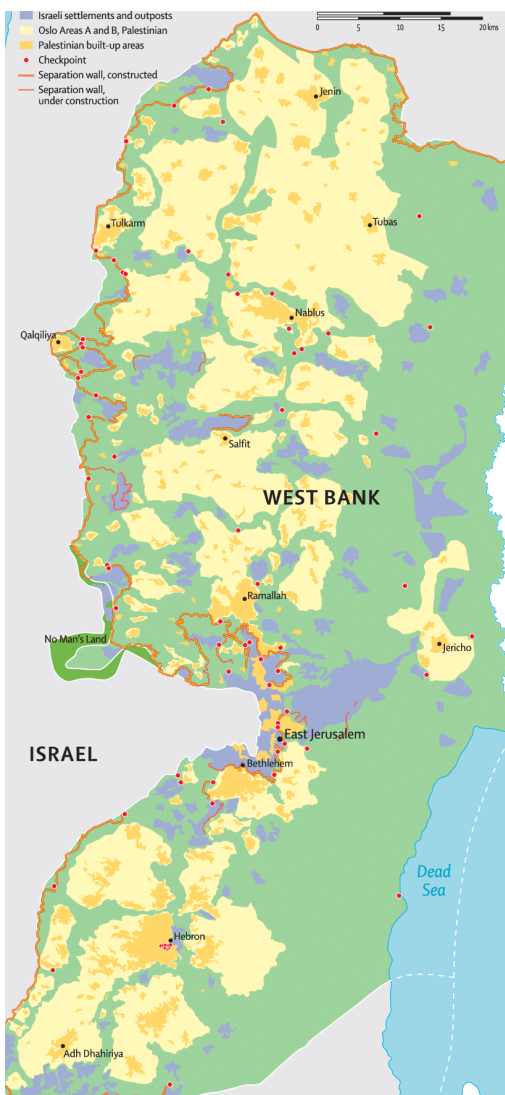 Israeli settlements and outposts
Oslo Areas A and B, Palestinian
Palestinian built-up areas
Checkpoint
Separation wall, constructed
Separation wall,
under construction
0 5 10 15 20 kms
Jenin
Tulkarm
Tubas
Nablus
Qalqiliya
Salfit
WEST BANK
Ramallah
No Man's Land
Jericho
East Jerusalem
ISRAEL
Bethlehem
Dead
Sea
Hebron
Adh Dhahiriya